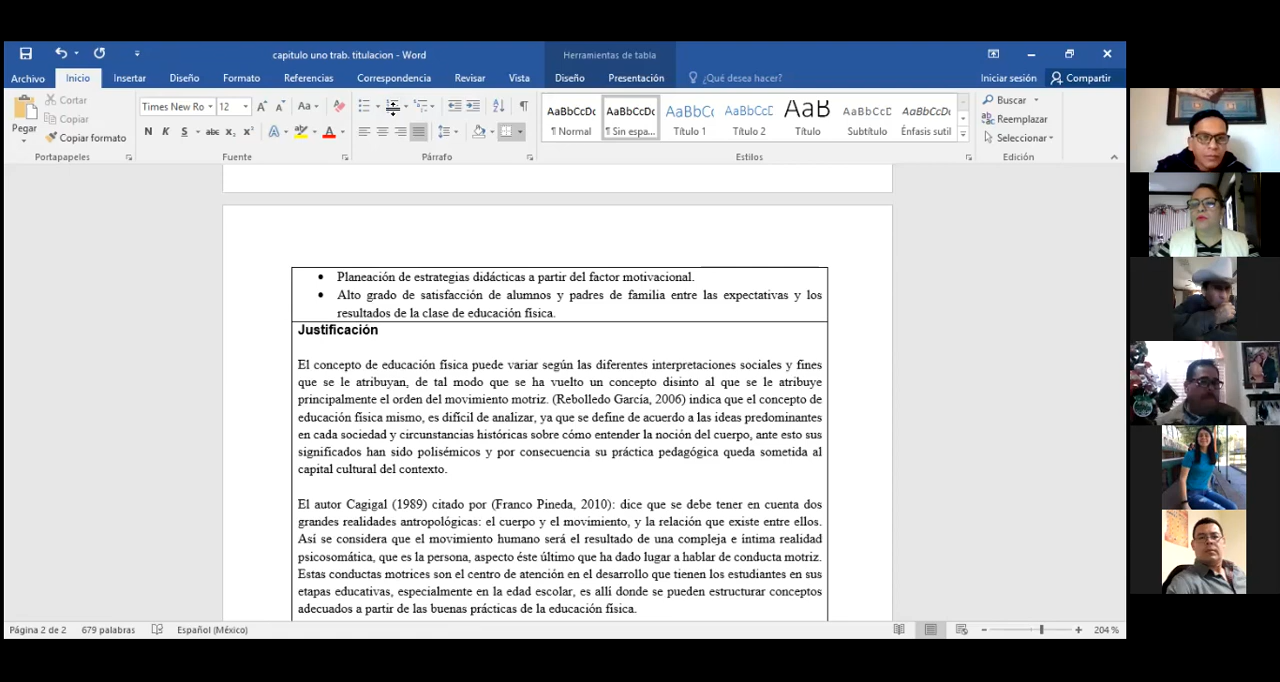 capitulo uno trab. titulacion - Word
Herramientas de tabla
Archivo Inicio Insertar Diseño Formato Referencias Correspondencia Revisar Vista Diseño Presentación ¿Qué desea hacer? Iniciar sesión Compartir
Pegar
Cortar
Copiar
Copiar formato
Times New Ro 12
Aa
N K S abc x₂ x²
AaBbCcDc AaBbCcDc AaBbCc AaBbCcD AaB AaBbCcD AaBbCcDc
¶ Normal ¶ Sin espa... Título 1 Título 2 Título Subtítulo Énfasis sutil
Buscar
Reemplazar
Seleccionar
Portapapeles Fuente Párrafo Estilos Edición
• Planeación de estrategias didácticas a partir del factor motivacional.
• Alto grado de satisfacción de alumnos y padres de familia entre las expectativas y los
resultados de la clase de educación física.
Justificación
El concepto de educación física puede variar según las diferentes interpretaciones sociales y fines
que se le atribuyan, de tal modo que se ha vuelto un concepto disinto al que se le atribuye
principalmente el orden del movimiento motriz. (Rebolledo García, 2006) indica que el concepto de
educación física mismo, es difícil de analizar, ya que se define de acuerdo a las ideas predominantes
en cada sociedad y circunstancias históricas sobre cómo entender la noción del cuerpo, ante esto sus
significados han sido polisémicos y por consecuencia su práctica pedagógica queda sometida al
capital cultural del contexto.
El autor Cagigal (1989) citado por (Franco Pineda, 2010): dice que se debe tener en cuenta dos
grandes realidades antropológicas: el cuerpo y el movimiento, y la relación que existe entre ellos.
Así se considera que el movimiento humano será el resultado de una compleja e íntima realidad
psicosomática, que es la persona, aspecto éste último que ha dado lugar a hablar de conducta motriz.
Estas conductas motrices son el centro de atención en el desarrollo que tienen los estudiantes en sus
etapas educativas, especialmente en la edad escolar, es allí donde se pueden estructurar conceptos
adecuados a partir de las buenas prácticas de la educación física.
Página 2 de 2 679 palabras Español (México) 204 %